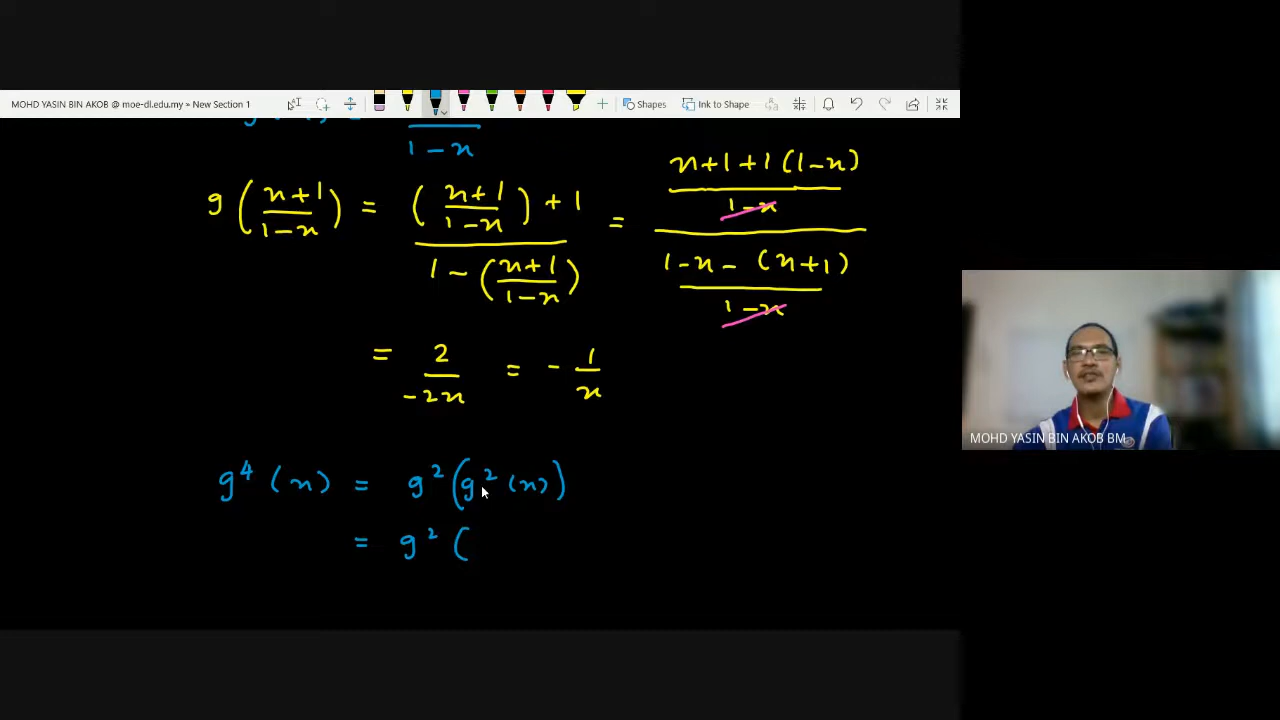 MOHD YASIN BIN AKOB @ moe-dl.edu.my » New Section 1
Shapes
Ink to Shape
1 - x
g ( (x+1)/(1-x) ) = ( ( (x+1)/(1-x) ) + 1 ) / ( 1 - ( (x+1)/(1-x) ) ) = ( (x+1+1(1-x)) / (1-x) ) / ( (1-x-(x+1)) / (1-x) )
= 2/(-2x) = - 1/x
g⁴ (x) = g² ( g² (x) )
= g² (
MOHD YASIN BIN AKOB BM